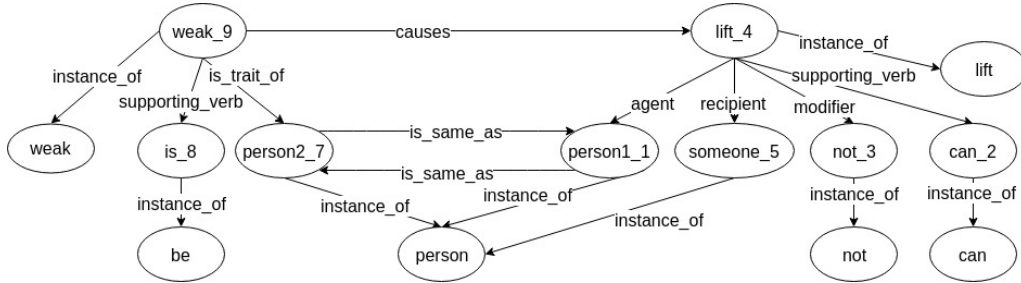 weak_9
causes
lift_4
instance_of
lift
instance_of
is_trait_of
supporting_verb
supporting_verb
agent
recipient
modifier
weak
is_8
person2_7
is_same_as
person1_1
someone_5
not_3
can_2
is_same_as
instance_of
instance_of
instance_of
instance_of
instance_of
instance_of
be
person
not
can